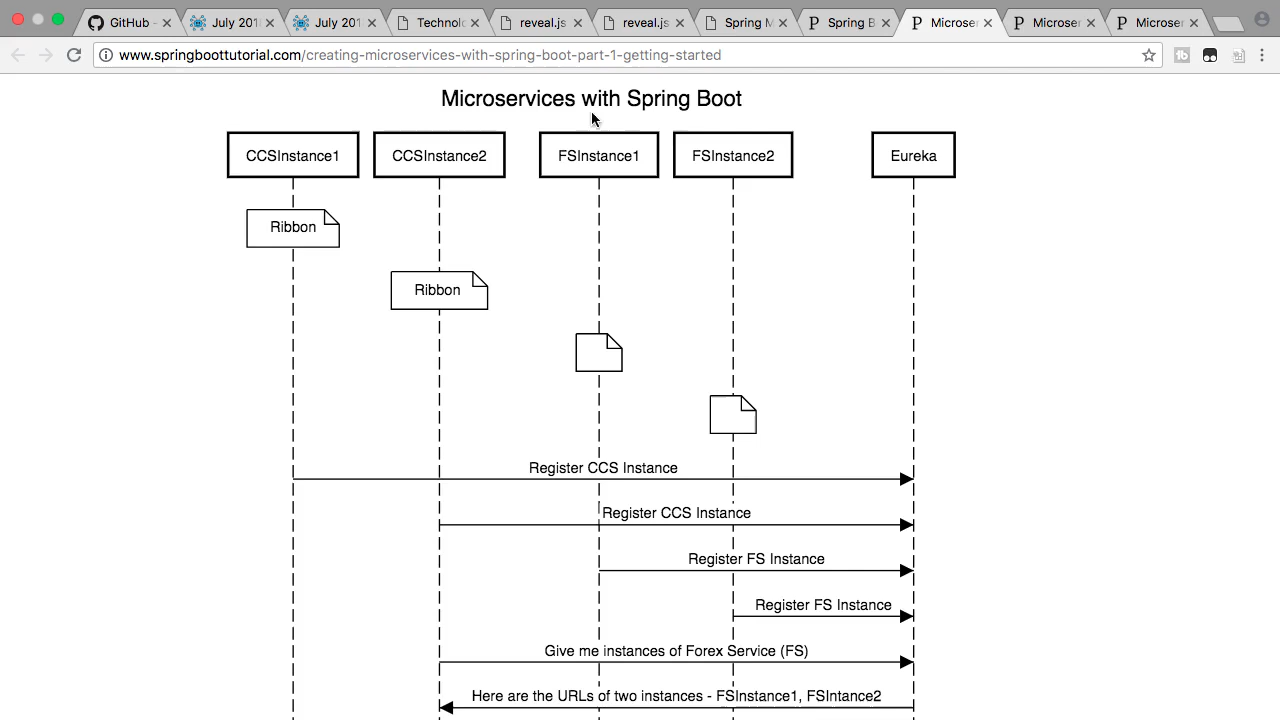 GitHub -
July 201
July 201
Technolo
reveal.js
reveal.js
Spring M
Spring B
Microser
Microser
Microser
www.springboottutorial.com/creating-microservices-with-spring-boot-part-1-getting-started
Microservices with Spring Boot
CCSInstance1 CCSInstance2 FSInstance1 FSInstance2 Eureka
Ribbon
Ribbon
Register CCS Instance
Register CCS Instance
Register FS Instance
Register FS Instance
Give me instances of Forex Service (FS)
Here are the URLs of two instances - FSInstance1, FSIntance2